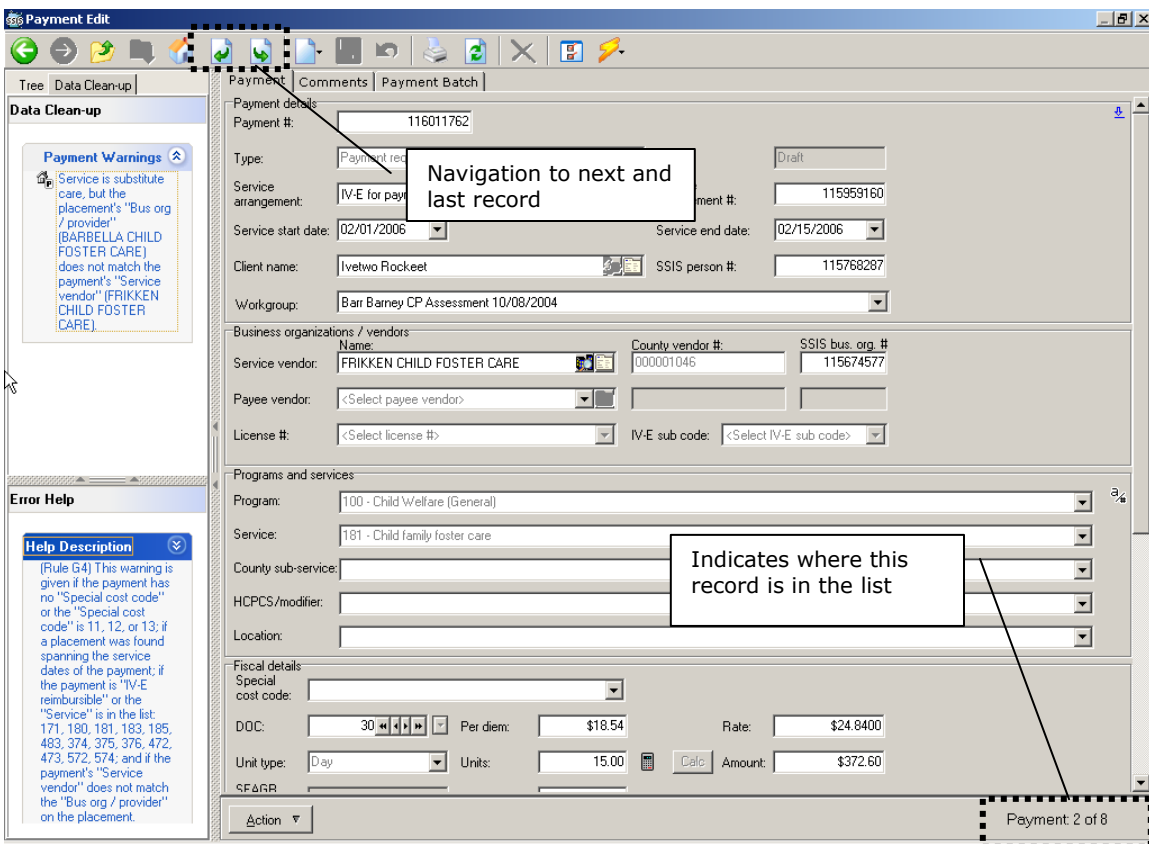 Payment Edit
Tree Data Clean-up
Data Clean-up
Payment Warnings
Service is substitute
care, but the
placement's "Bus org
/ provider"
(BARBELLA CHILD
FOSTER CARE)
does not match the
payment's "Service
vendor" (FRIKKEN
CHILD FOSTER
CARE).
Error Help
Help Description
(Rule G4) This warning is
given if the payment has
no "Special cost code"
or the "Special cost
code" is 11, 12, or 13; if
a placement was found
spanning the service
dates of the payment; if
the payment is "IV-E
reimbursible" or the
"Service" is in the list:
171, 180, 181, 183, 185,
483, 374, 375, 376, 472,
473, 572, 574; and if the
payment's "Service
vendor" does not match
the "Bus org / provider"
on the placement.
Payment Comments Payment Batch
Payment details
Payment #: 116011762
Type: Payment rec Draft
Navigation to next and
last record
Service
arrangement: IV-E for paym ment #: 115959160
Service start date: 02/01/2006 Service end date: 02/15/2006
Client name: Ivetwo Rockeet SSIS person #: 115768287
Workgroup: Barr Barney CP Assessment 10/08/2004
Business organizations / vendors
Name: County vendor #: SSIS bus. org. #
Service vendor: FRIKKEN CHILD FOSTER CARE 000001046 115674577
Payee vendor: <Select payee vendor>
License #: <Select license #> IV-E sub code: <Select IV-E sub code>
Programs and services
Program: 100 - Child Welfare (General)
Service: 181 - Child family foster care
Indicates where this
record is in the list
County sub-service:
HCPCS/modifier:
Location:
Fiscal details
Special
cost code:
DOC: 30 Per diem: $18.54 Rate: $24.8400
Unit type: Day Units: 15.00 Calc Amount: $372.60
Action
Payment: 2 of 8